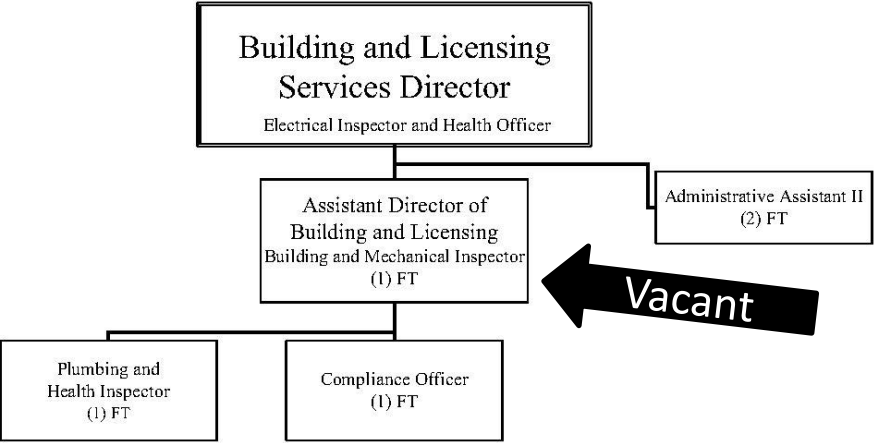 Building and Licensing
Services Director
Electrical Inspector and Health Officer
Administrative Assistant II
(2) FT
Assistant Director of
Building and Licensing
Building and Mechanical Inspector
(1) FT
Vacant
Plumbing and
Health Inspector
(1) FT
Compliance Officer
(1) FT